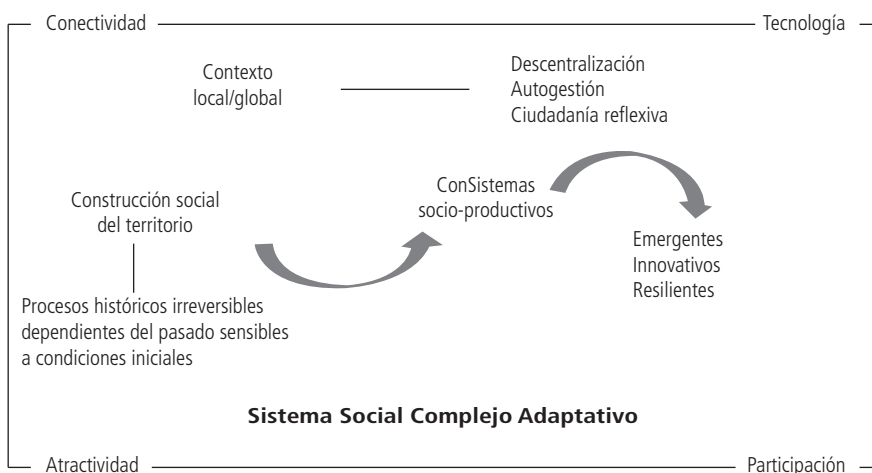 Conectividad
Tecnología
Contexto
local/global
Descentralización
Autogestión
Ciudadanía reflexiva
Construcción social
del territorio
ConSistemas
socio-productivos
Emergentes
Innovativos
Resilientes
Procesos históricos irreversibles
dependientes del pasado sensibles
a condiciones iniciales
Sistema Social Complejo Adaptativo
Atractividad
Participación